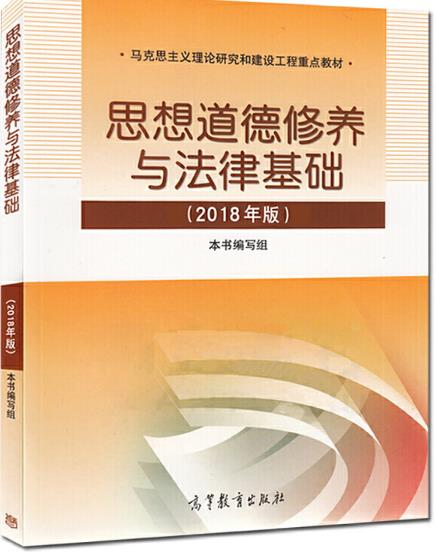 · 马克思主义理论研究和建设工程重点教材 ·
思想道德修养
与法律基础
(2018年版)
本书编写组
高等教育出版社
思想道德修养与法律基础
(2018年版)
本书编写组